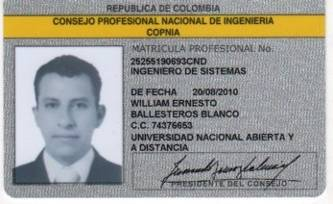 REPUBLICA DE COLOMBIA
CONSEJO PROFESIONAL NACIONAL DE INGENIERIA
COPNIA
MATRICULA PROFESIONAL No.
25255190693CND
INGENIERO DE SISTEMAS
DE FECHA 20/08/2010
WILLIAM ERNESTO
BALLESTEROS BLANCO
C.C. 74376653
UNIVERSIDAD NACIONAL ABIERTA Y
A DISTANCIA
PRESIDENTE DEL CONSEJO